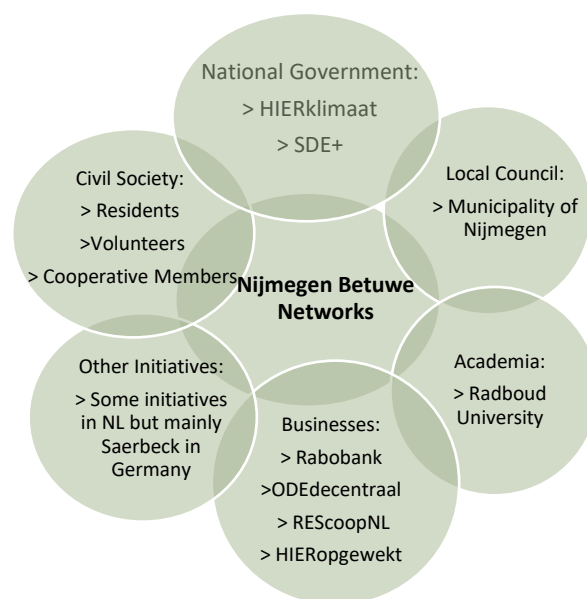 National Government:
> HIERklimaat
> SDE+
Local Council:
> Municipality of
Nijmegen
Academia:
> Radboud
University
Businesses:
> Rabobank
>ODEdecentraal
> REScoopNL
> HIERopgewekt
Other Initiatives:
> Some initiatives
in NL but mainly
Saerbeck in
Germany
Civil Society:
> Residents
>Volunteers
> Cooperative Members
Nijmegen Betuwe
Networks